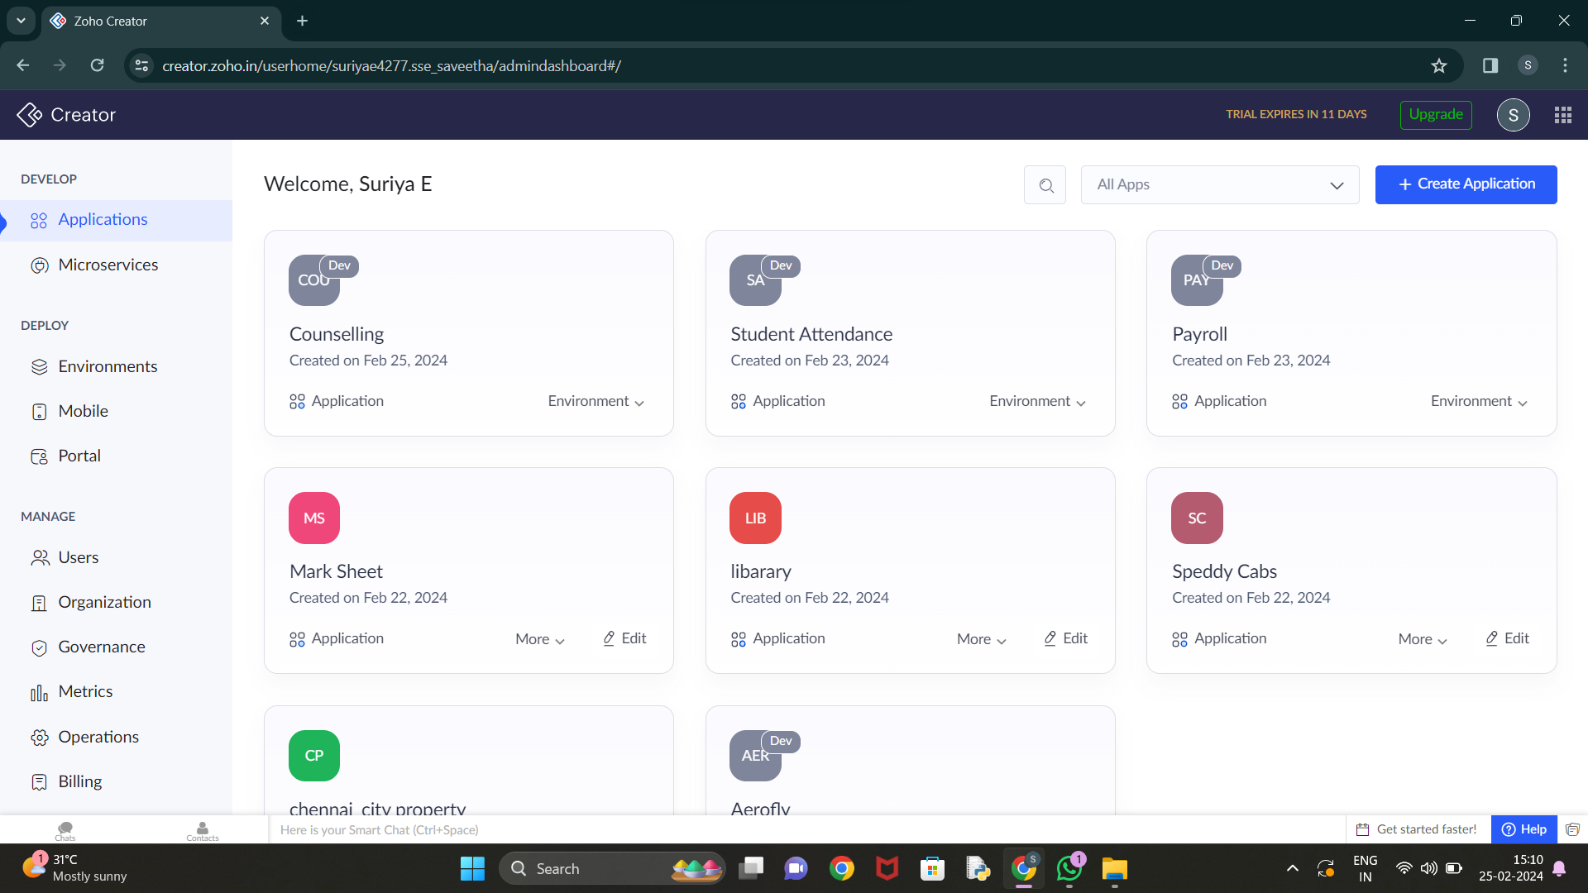 Zoho Creator
creator.zoho.in/userhome/suriyae4277.sse_saveetha/admindashboard#/
S
Creator
TRIAL EXPIRES IN 11 DAYS
Upgrade
S
DEVELOP
Applications
Microservices
DEPLOY
Environments
Mobile
Portal
MANAGE
Users
Organization
Governance
Metrics
Operations
Billing
Welcome, Suriya E
All Apps
+ Create Application
COU Dev
Counselling
Created on Feb 25, 2024
Application Environment
SA Dev
Student Attendance
Created on Feb 23, 2024
Application Environment
PAY Dev
Payroll
Created on Feb 23, 2024
Application Environment
MS
Mark Sheet
Created on Feb 22, 2024
Application More Edit
LIB
libarary
Created on Feb 22, 2024
Application More Edit
SC
Speddy Cabs
Created on Feb 22, 2024
Application More Edit
CP
chennai_city property
AER Dev
Aerofly
Chats
Contacts
Here is your Smart Chat (Ctrl+Space)
Get started faster!
Help
1
31°C
Mostly sunny
Search
S
1
ENG
IN
15:10
25-02-2024